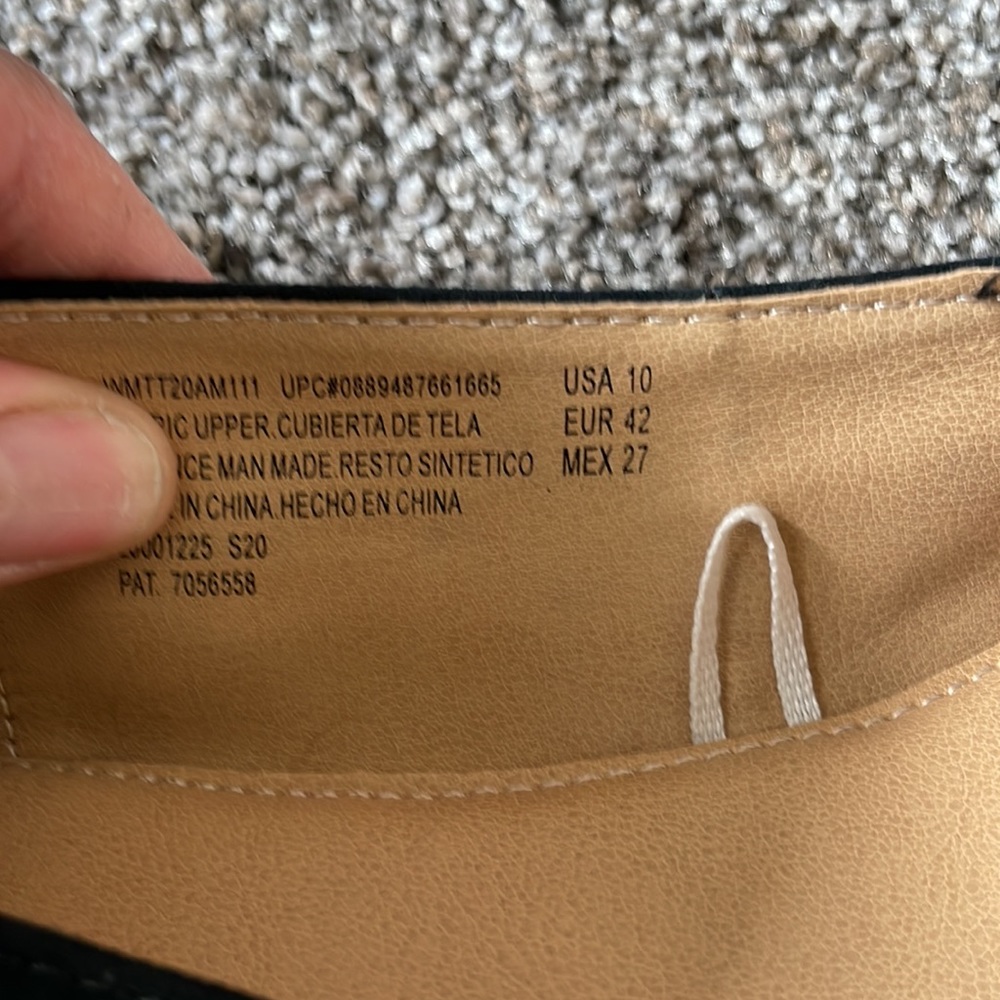 WMTT20AM111 UPC#0889487661665 USA 10
UPPER.CUBIERTA DE TELA EUR 42
MAN MADE.RESTO SINTETICO MEX 27
IN CHINA.HECHO EN CHINA
S20
PAT. 7056558